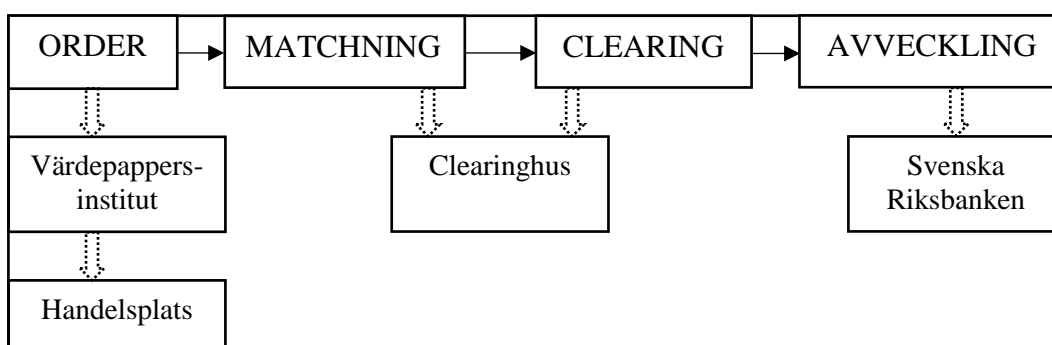 ORDER
MATCHNING
CLEARING
AVVECKLING
Värdepappers-
institut
Clearinghus
Svenska
Riksbanken
Handelsplats